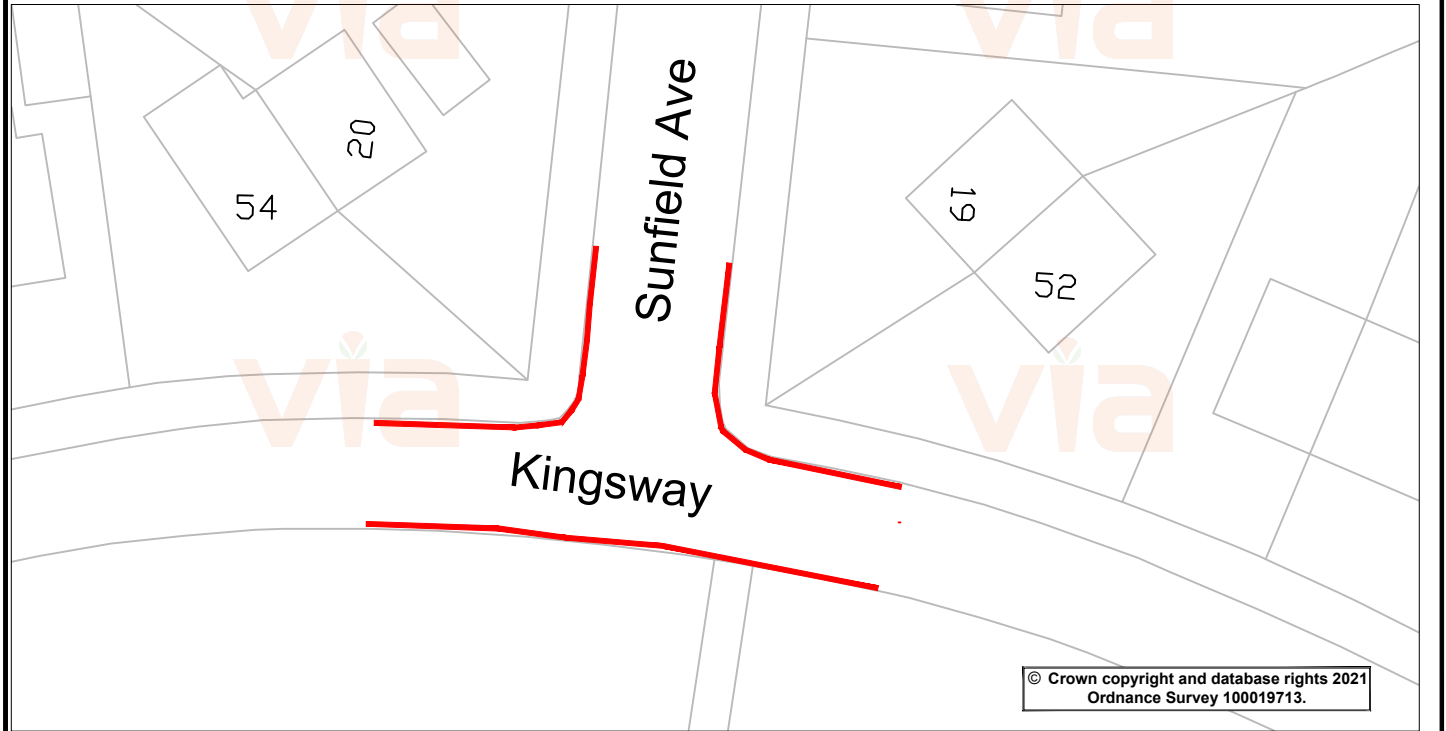 via
via
Sunfield Ave
20
54
19
52
via
via
Kingsway
© Crown copyright and database rights 2021
Ordnance Survey 100019713.